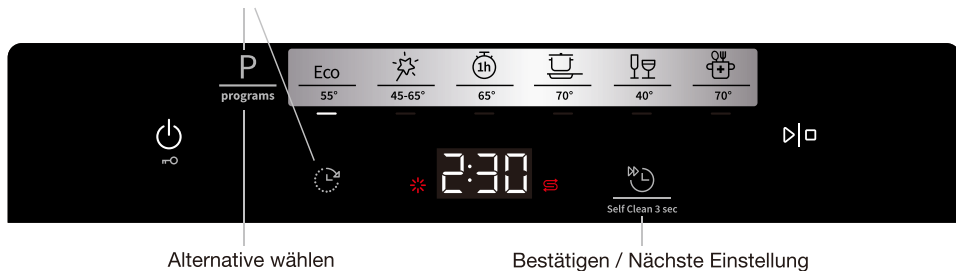 P
programs
Eco
1h
55°
45-65°
65°
70°
40°
70°
2:30
Self Clean 3 sec
Alternative wählen
Bestätigen / Nächste Einstellung